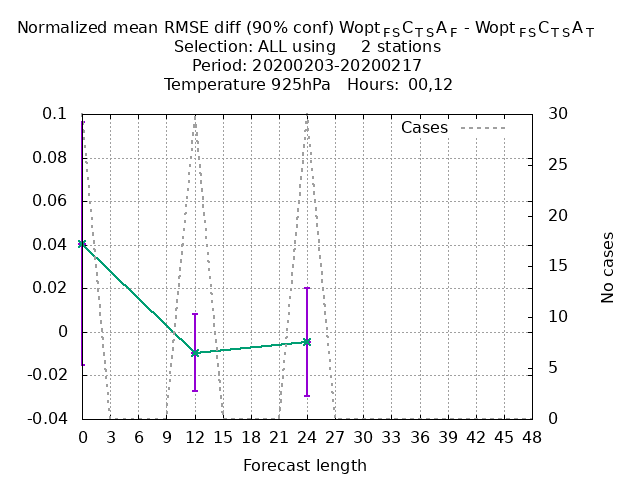 Normalized mean RMSE diff (90% conf) Wopt FS C TS A F - Wopt FS C TS A T
Selection: ALL using 2 stations
Period: 20200203-20200217
Temperature 925hPa Hours: 00,12
Cases
0.1
0.08
0.06
0.04
0.02
0
-0.02
-0.04
30
25
20
15
10
5
0
No cases
0 3 6 9 12 15 18 21 24 27 30 33 36 39 42 45 48
Forecast length